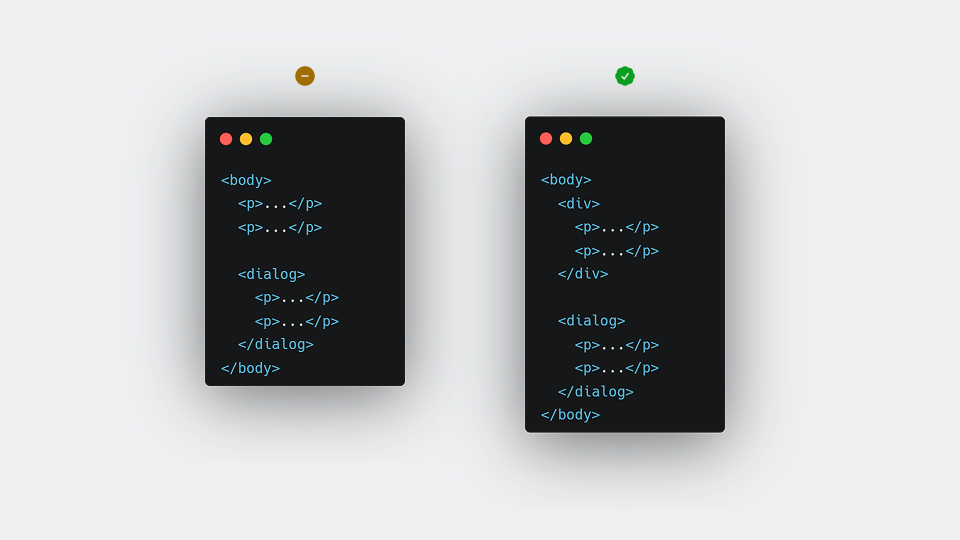 <body>
  <p>...</p>
  <p>...</p>

  <dialog>
    <p>...</p>
    <p>...</p>
  </dialog>
</body>
<body>
  <div>
    <p>...</p>
    <p>...</p>
  </div>

  <dialog>
    <p>...</p>
    <p>...</p>
  </dialog>
</body>